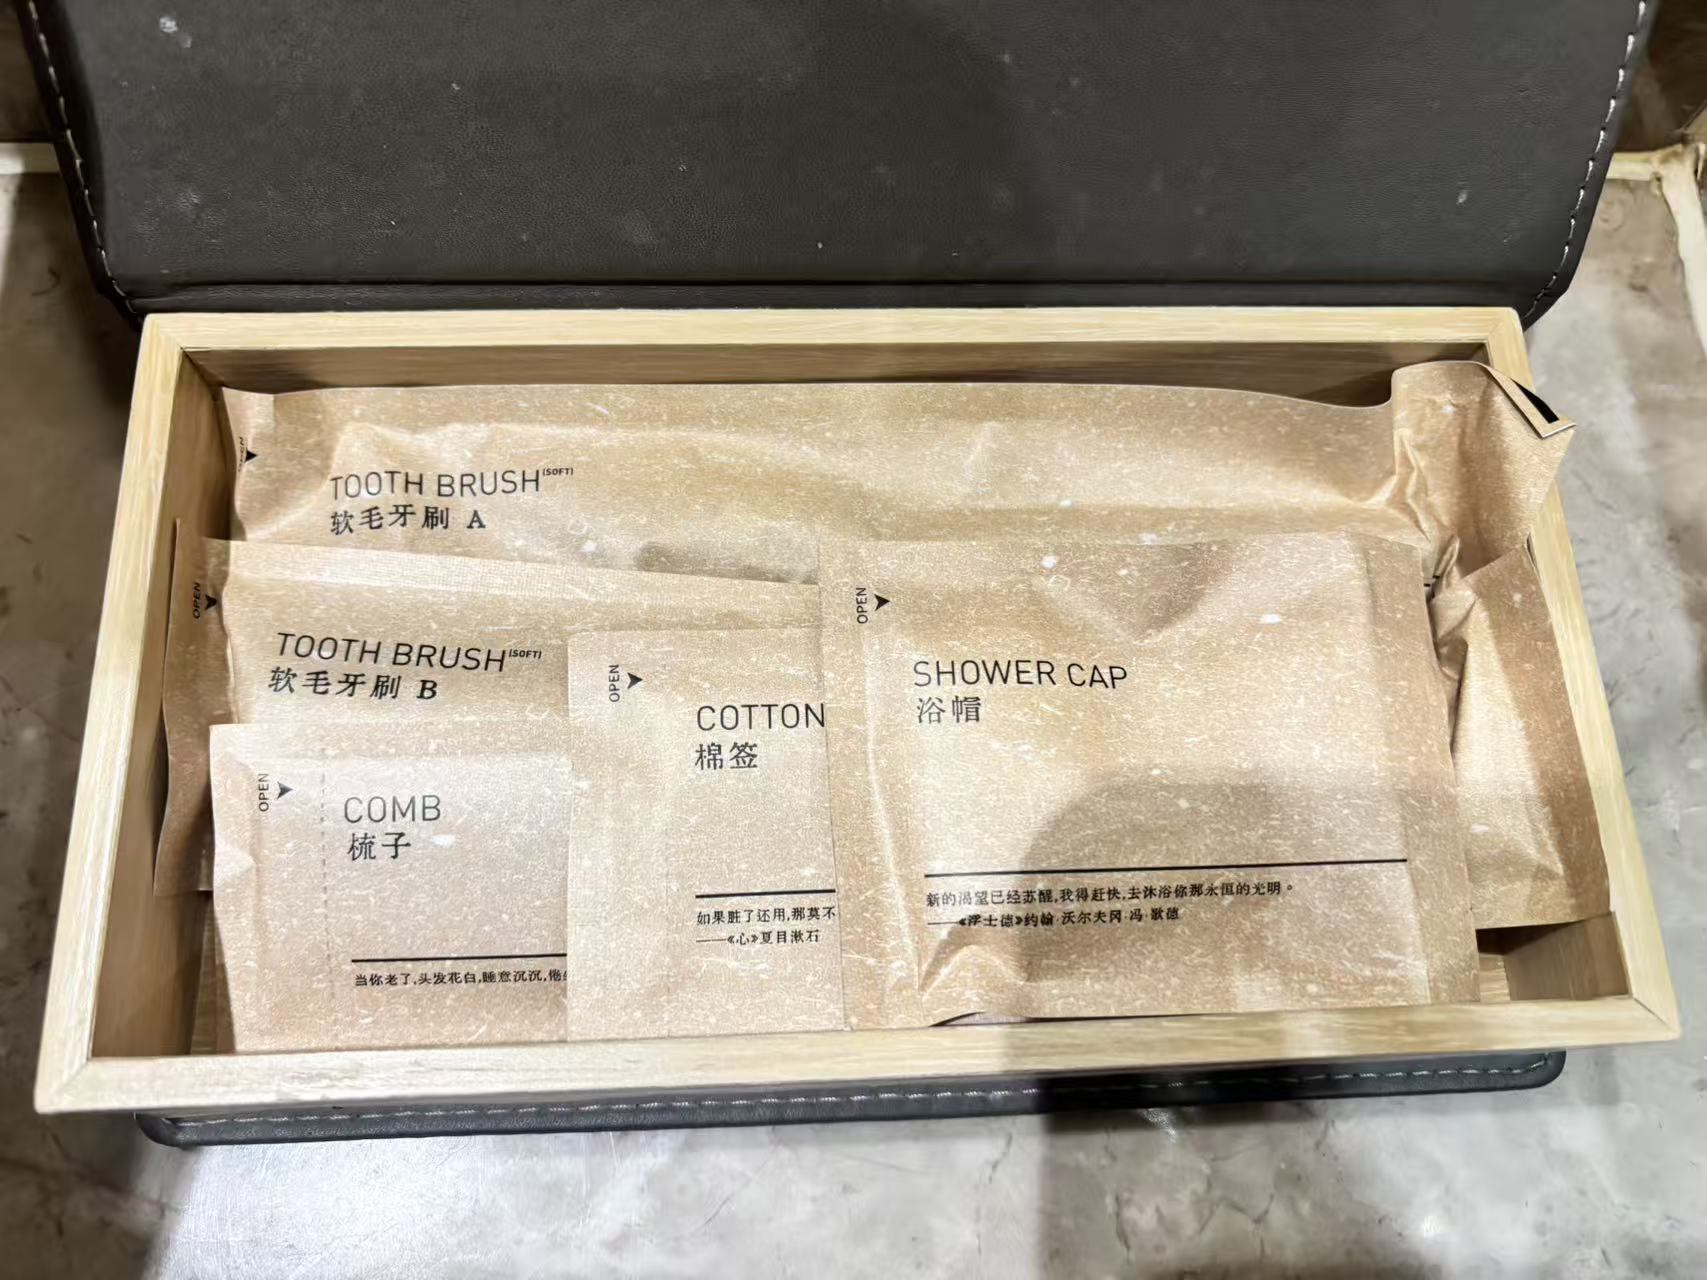 OPEN
TOOTH BRUSH (SOFT)
软毛牙刷 A
OPEN
TOOTH BRUSH (SOFT)
软毛牙刷 B
OPEN
COMB
梳子
当你老了,头发花白,睡意沉沉,倦
OPEN
COTTON
棉签
如果脏了还用,那莫不
——《心》夏目漱石
OPEN
SHOWER CAP
浴帽
新的渴望已经苏醒,我得赶快,去沐浴你那永恒的光明。
——《浮士德》约翰·沃尔夫冈·冯·歌德